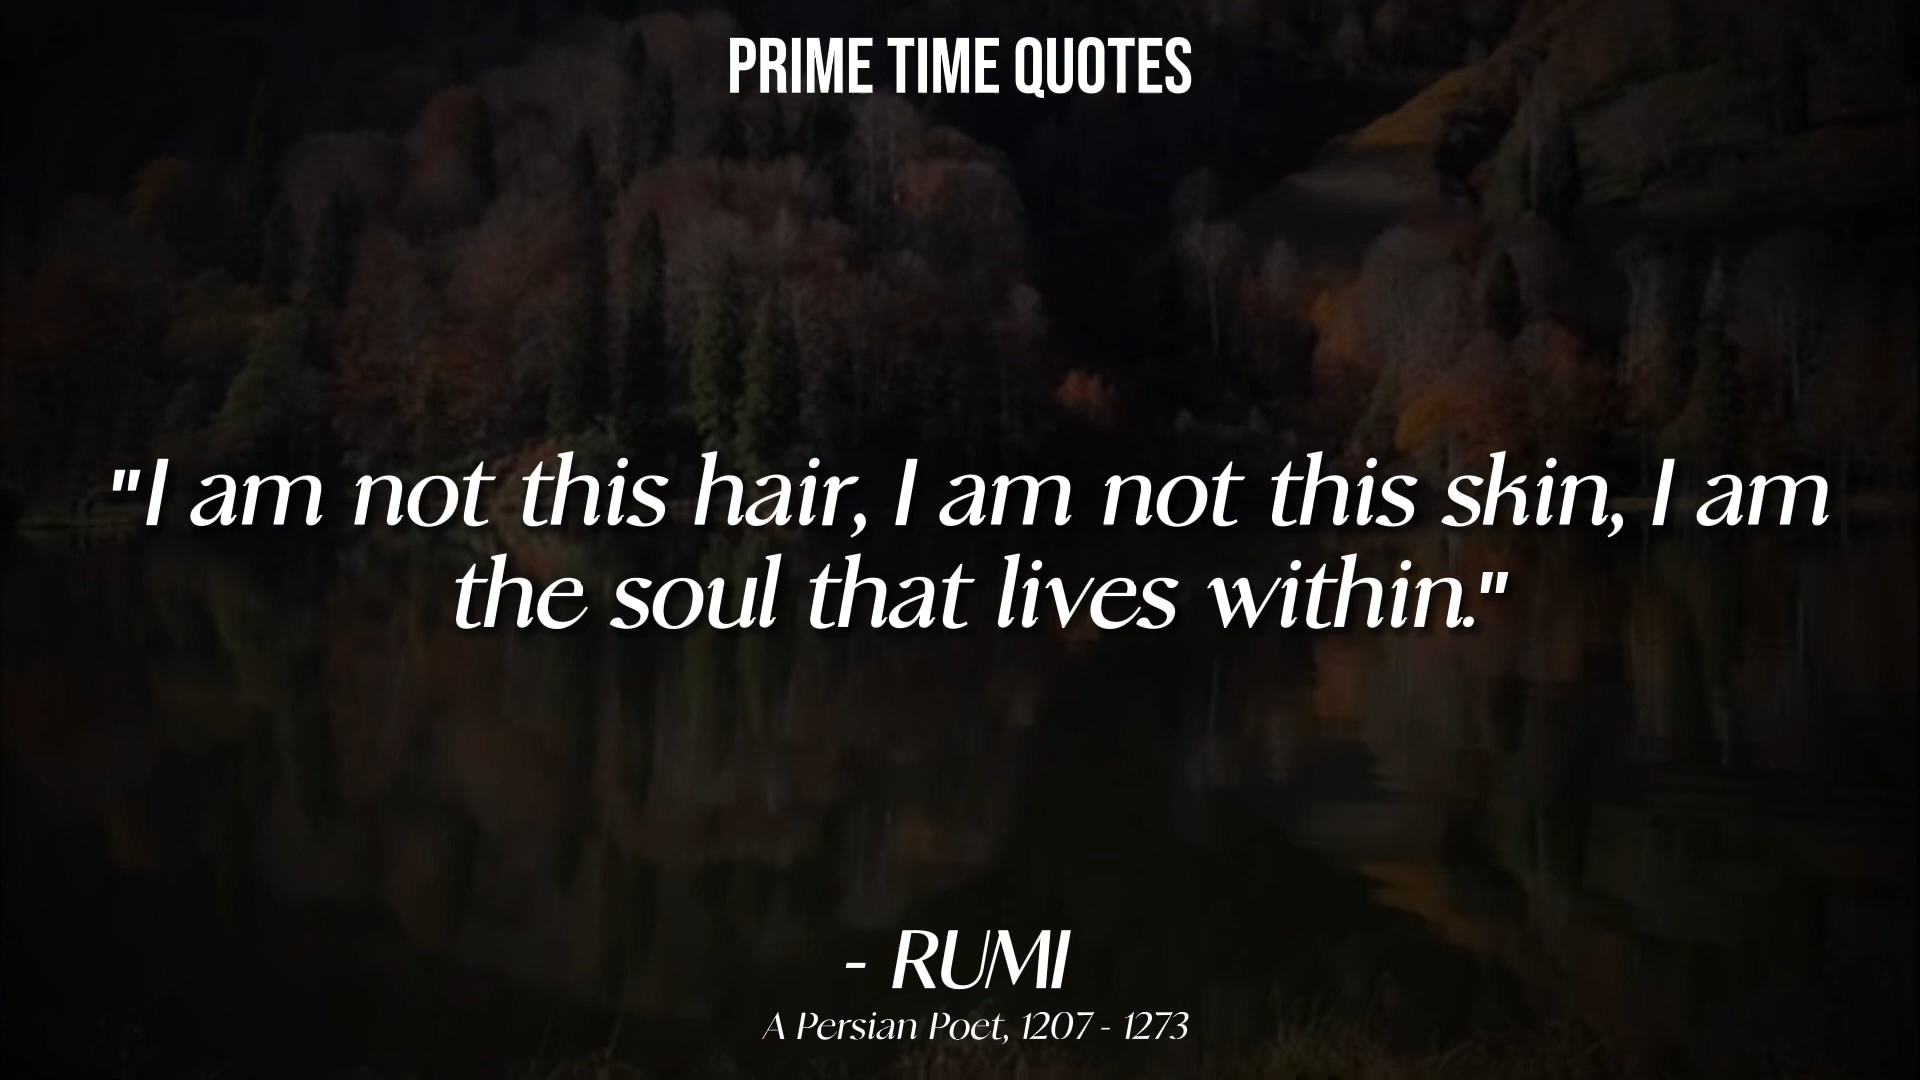 PRIME TIME QUOTES
"I am not this hair, I am not this skin, I am
the soul that lives within."
- RUMI
A Persian Poet, 1207 - 1273